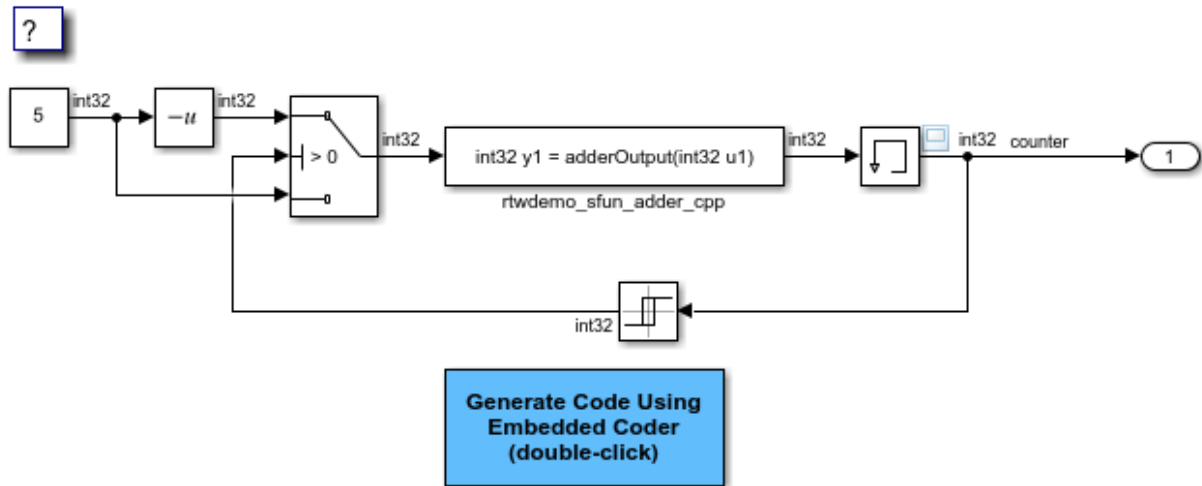 ?
5
int32
−u
int32
> 0
int32
int32 y1 = adderOutput(int32 u1)
rtwdemo_sfun_adder_cpp
int32
int32
counter
1
int32
Generate Code Using
Embedded Coder
(double-click)